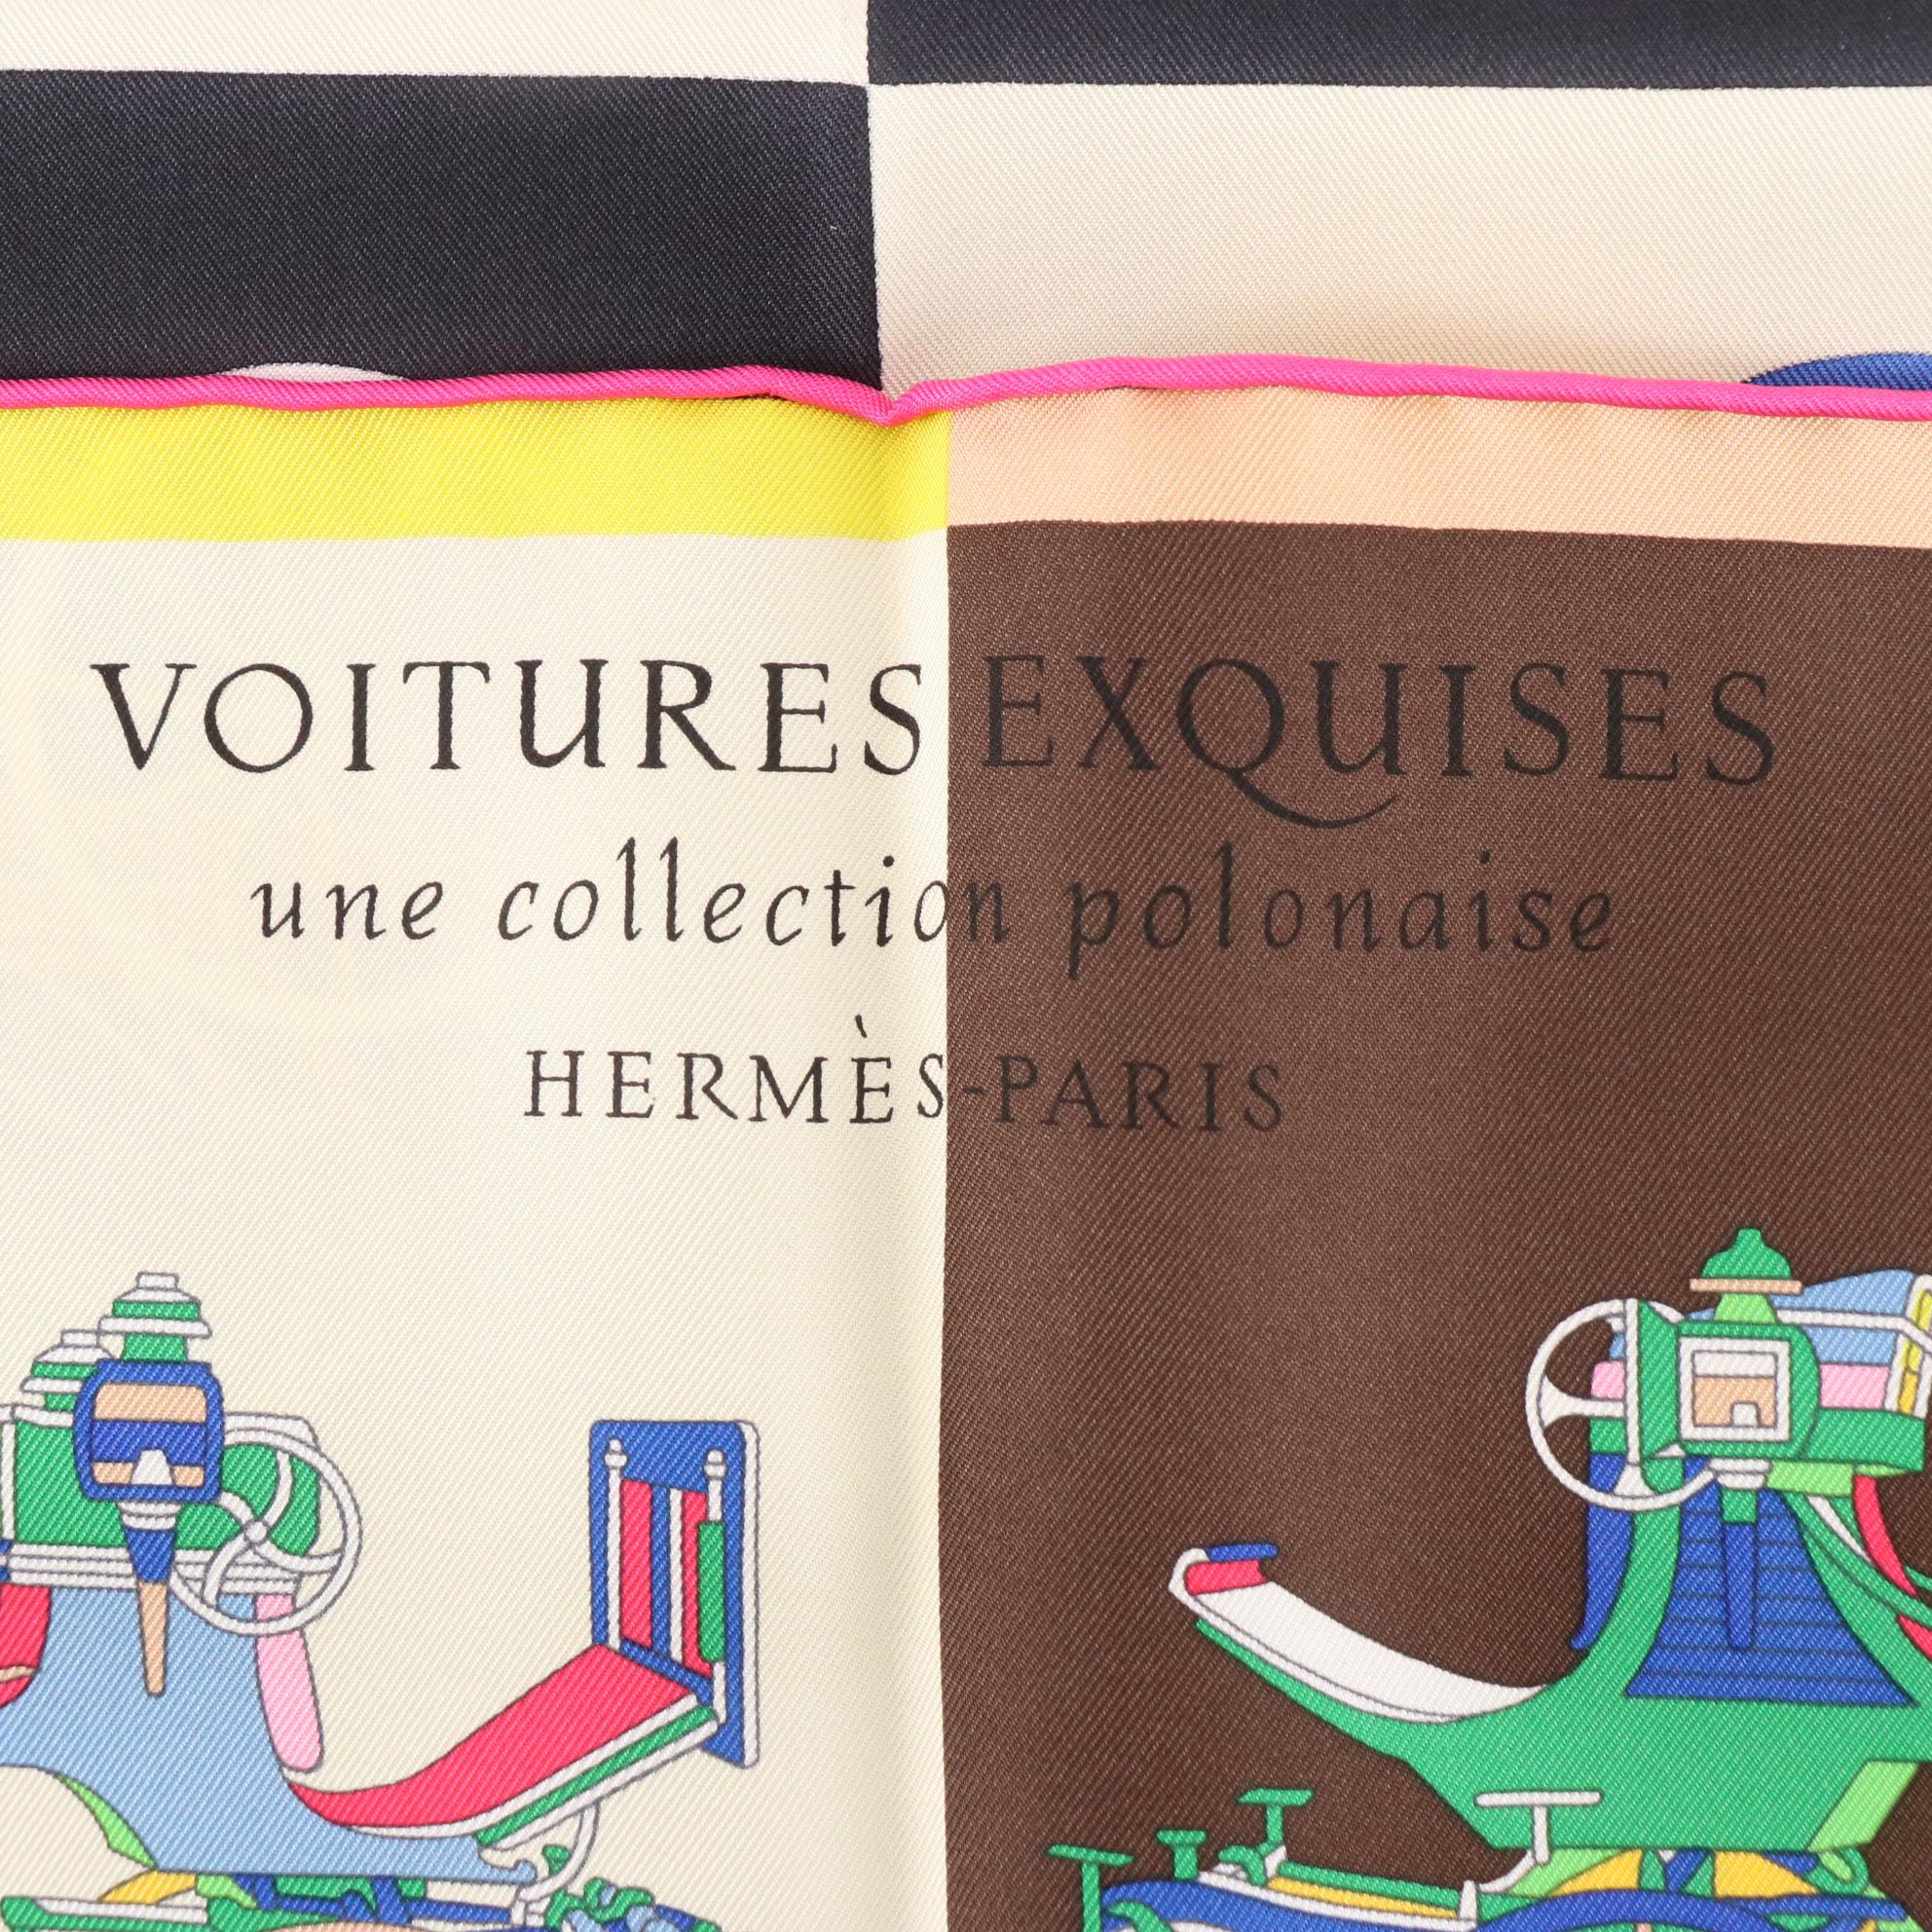 VOITURES EXQUISES
une collection polonaise
HERMÈS-PARIS